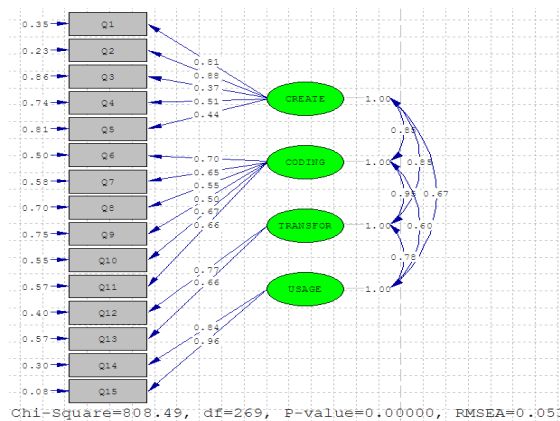 0.35 Q1
0.23 Q2
0.86 Q3
0.74 Q4
0.81 Q5
0.50 Q6
0.58 Q7
0.70 Q8
0.75 Q9
0.55 Q10
0.57 Q11
0.40 Q12
0.57 Q13
0.30 Q14
0.08 Q15
0.81
0.88
0.37
0.51
0.44
0.70
0.65
0.55
0.50
0.67
0.66
0.77
0.66
0.84
0.96
CREATE 1.00
CODING 1.00
TRANSFOR 1.00
USAGE 1.00
0.85
0.67
0.60
0.78
Chi-Square=808.49, df=269, P-value=0.00000, RMSEA=0.053